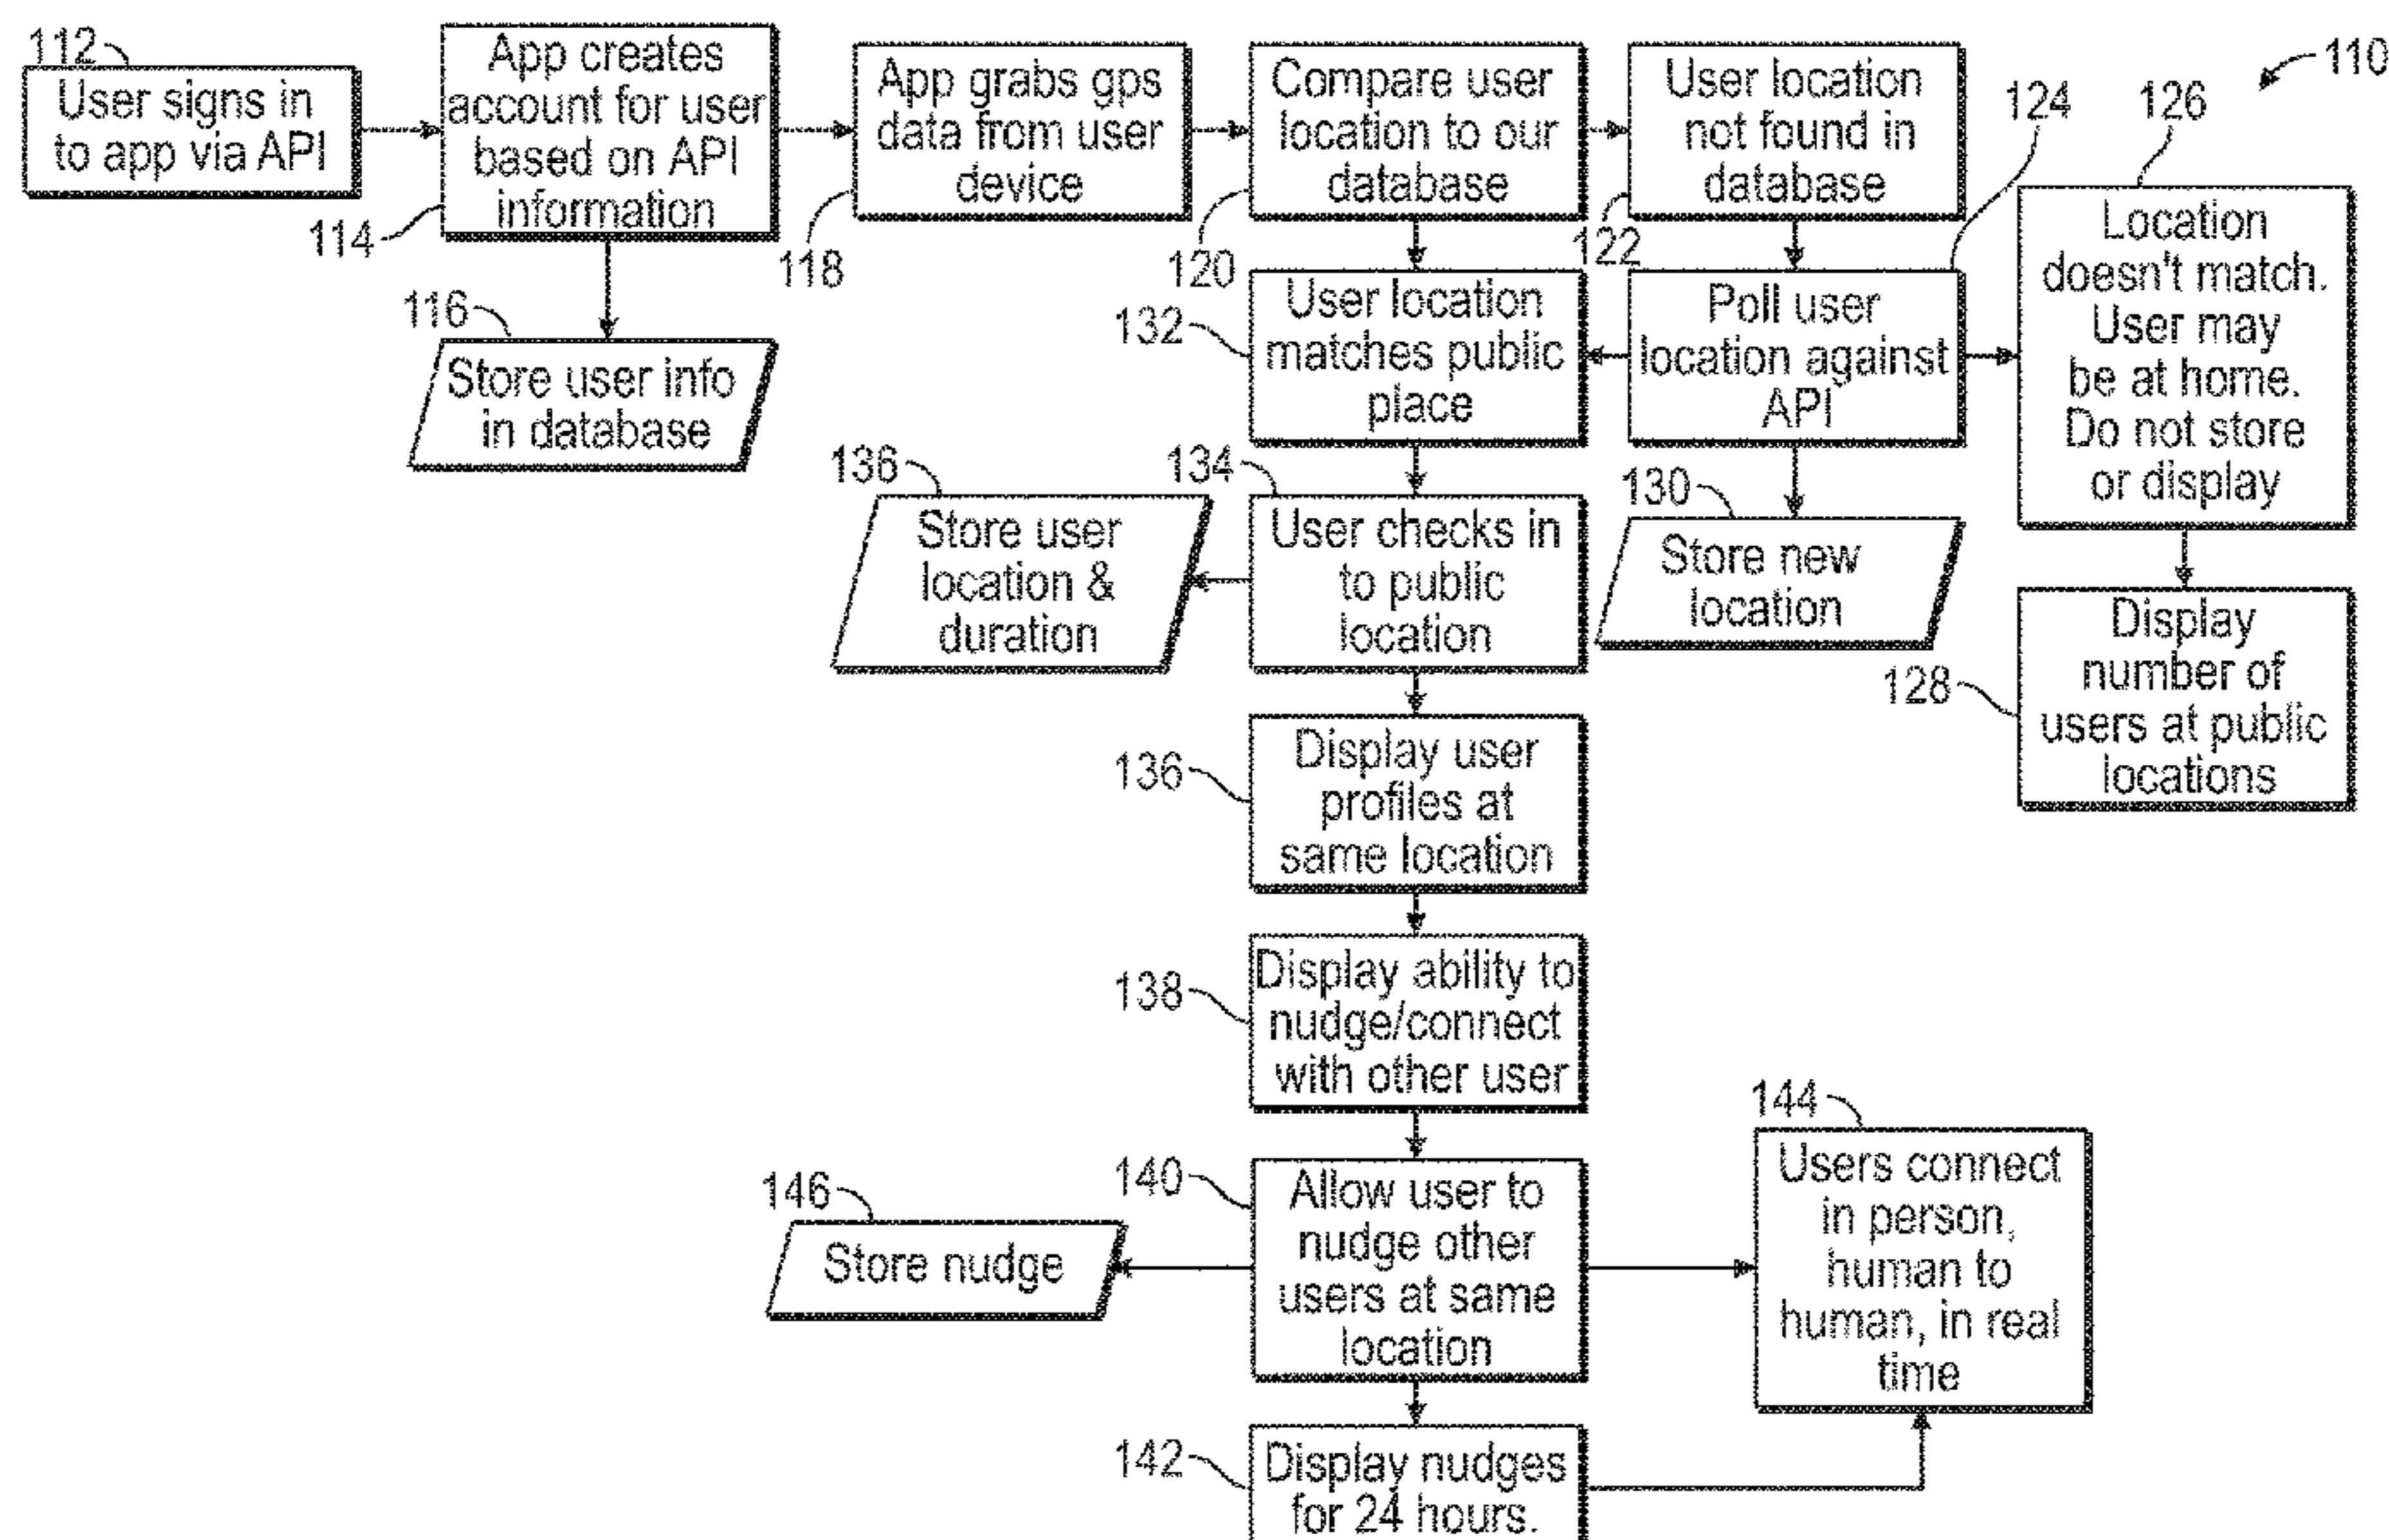 112
User signs in
to app via API
App creates
account for user
based on API
information
114
116
Store user info
in database
App grabs gps
data from user
device
118
Compare user
location to our
database
120
User location
not found in
database
122
124
Poll user
location against
API
110
126
Location
doesn't match.
User may
be at home.
Do not store
or display
128
Display
number of
users at public
locations
130
Store new
location
132
User location
matches public
place
134
User checks in
to public
location
136
Store user
location &
duration
136
Display user
profiles at
same location
138
Display ability to
nudge/connect
with other user
140
Allow user to
nudge other
users at same
location
146
Store nudge
144
Users connect
in person,
human to
human, in real
time
142
Display nudges
for 24 hours.